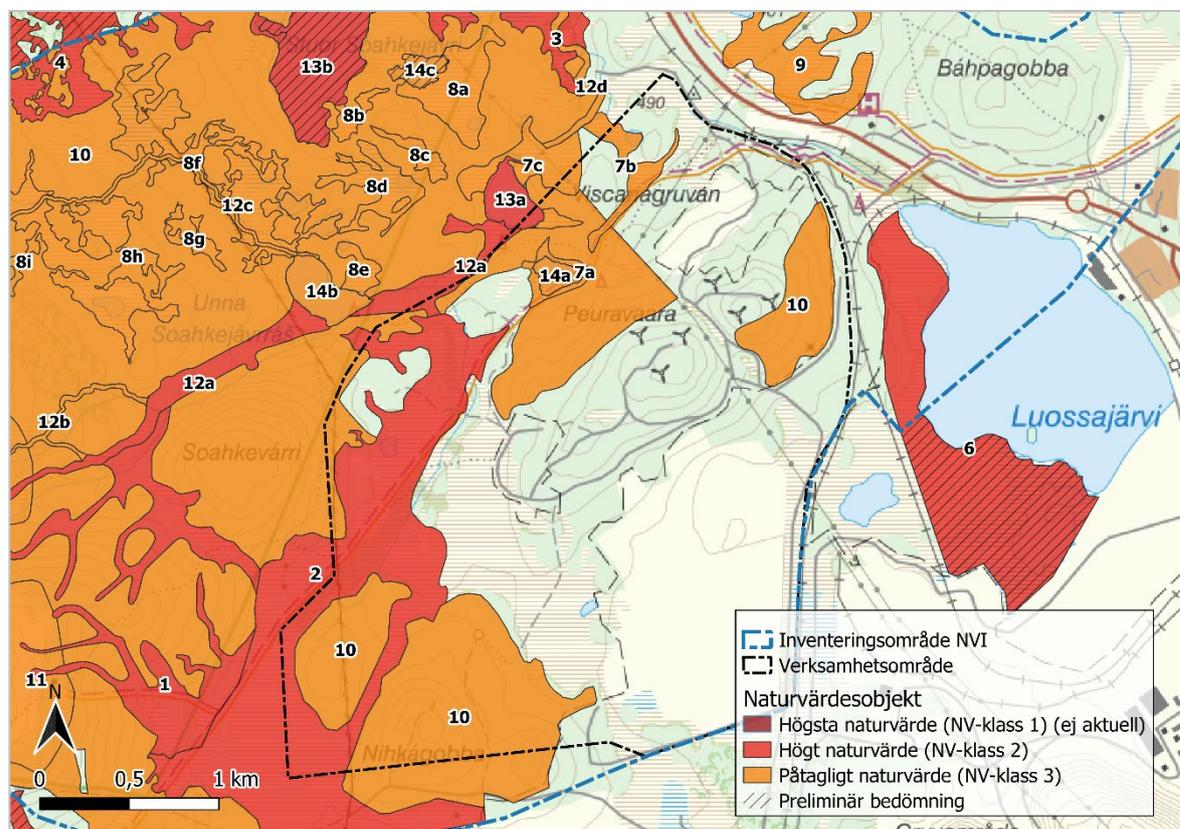 Báhpagobba
4
3
13b
Stuor Soahkejávri
14c
8a
9
H
12d
490
8b
10
8f
8c
7c
7b
8d
Viscariagruvan
12c
13a
8g
8h
8i
8e
12a
14a
7a
14b
Unna
Soahkejávrráš
Peuravaara
10
12a
Luossajärvi
12b
Soahkevárri
6
2
10
11
N
1
10
Nihkágobba
0 0,5 1 km
Inventeringsområde NVI
Verksamhetsområde
Naturvärdesobjekt
Högsta naturvärde (NV-klass 1) (ej aktuell)
Högt naturvärde (NV-klass 2)
Påtagligt naturvärde (NV-klass 3)
Preliminär bedömning